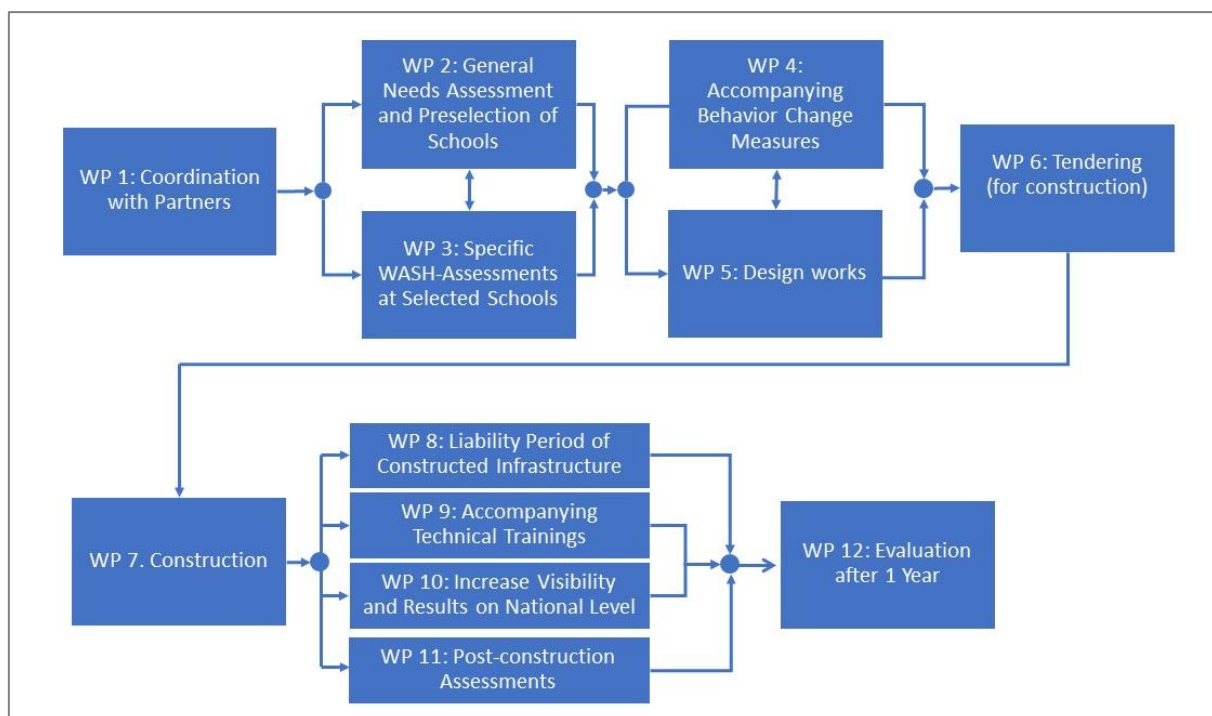 WP 1: Coordination
with Partners
WP 2: General
Needs Assessment
and Preselection of
Schools
WP 3: Specific
WASH-Assessments
at Selected Schools
WP 4:
Accompanying
Behavior Change
Measures
WP 5: Design works
WP 6: Tendering
(for construction)
WP 7. Construction
WP 8: Liability Period of
Constructed Infrastructure
WP 9: Accompanying
Technical Trainings
WP 10: Increase Visibility
and Results on National Level
WP 11: Post-construction
Assessments
WP 12: Evaluation
after 1 Year